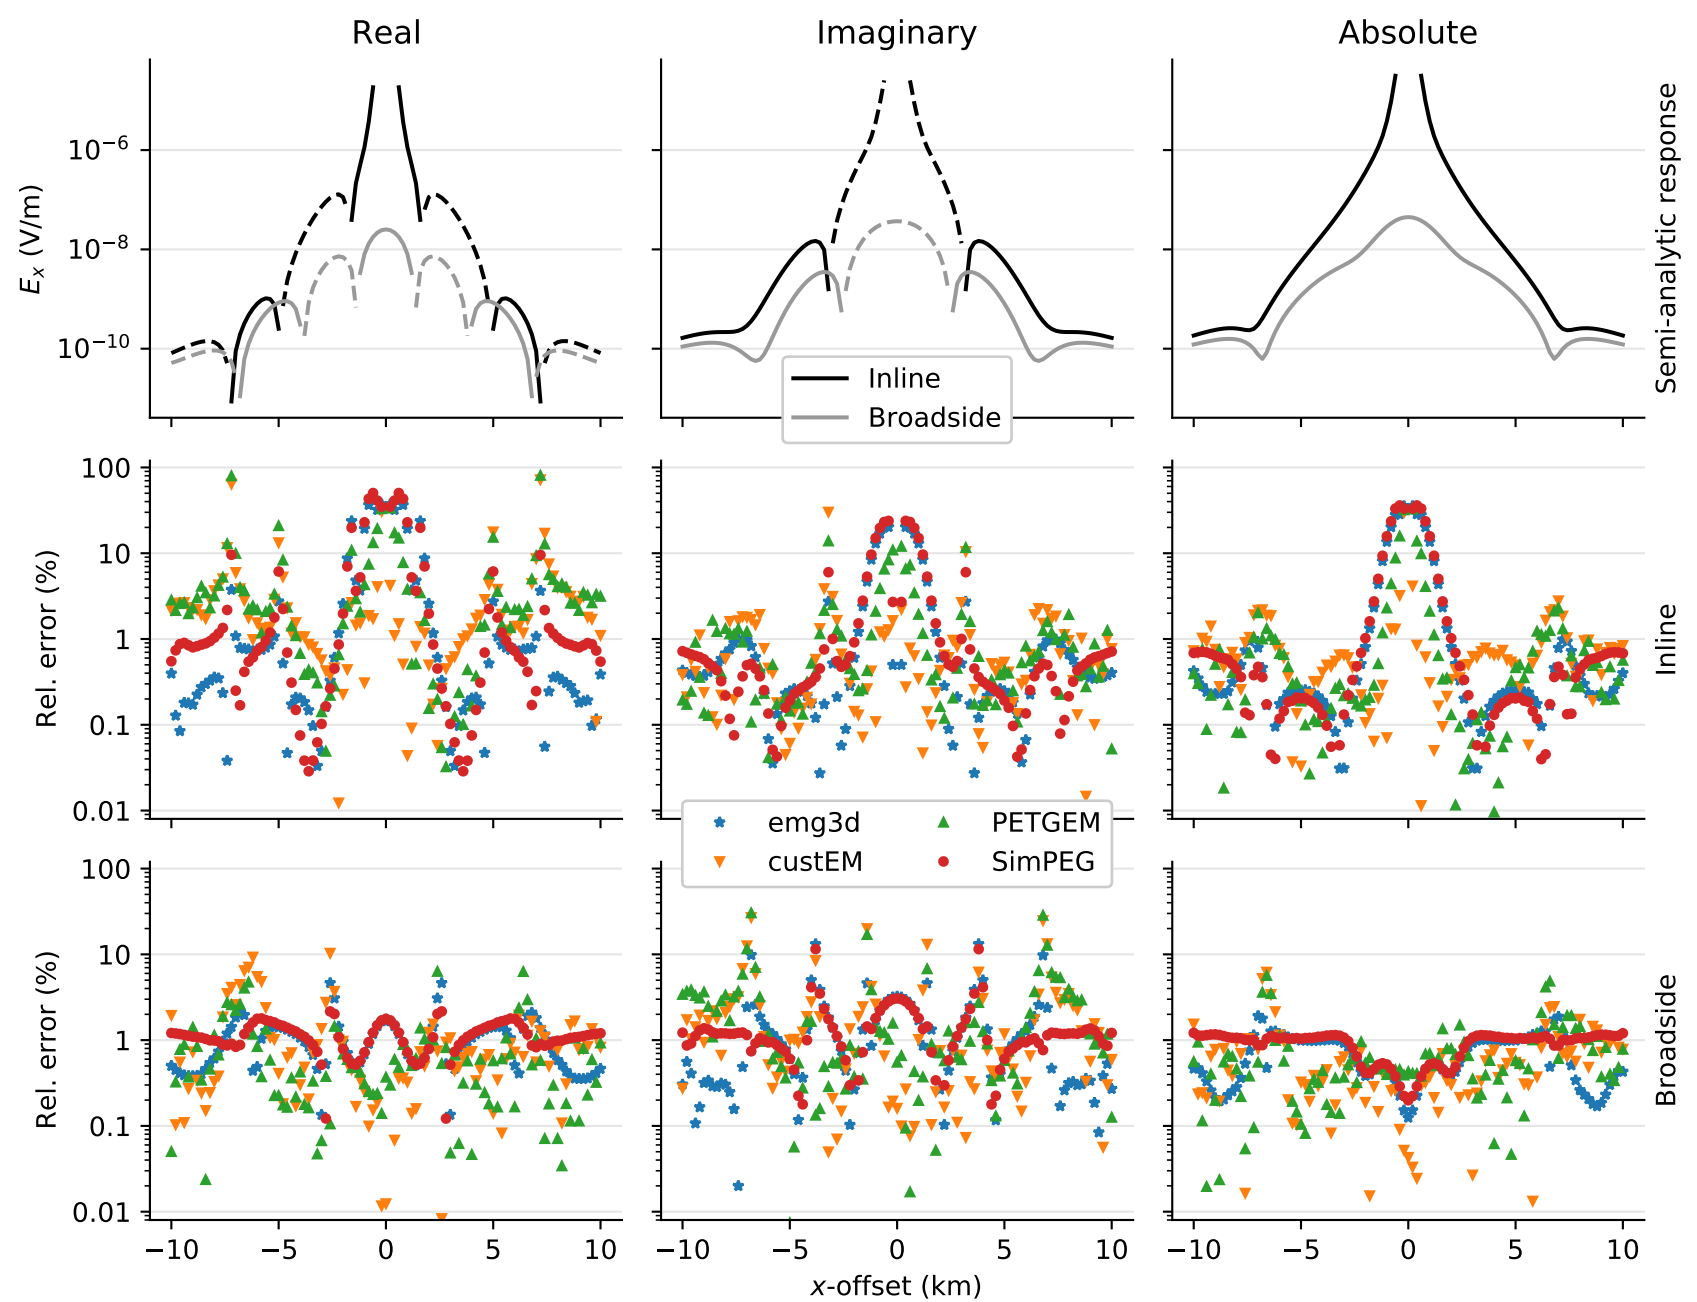 Real Imaginary Absolute
10⁻⁶
10⁻⁸
10⁻¹⁰
Eₓ (V/m)
Semi-analytic response
Inline
Broadside
100
10
1
0.1
0.01
Rel. error (%)
Inline
emg3d PETGEM
custEM SimPEG
100
10
1
0.1
0.01
Rel. error (%)
Broadside
−10 −5 0 5 10 −10 −5 0 5 10 −10 −5 0 5 10
x-offset (km)